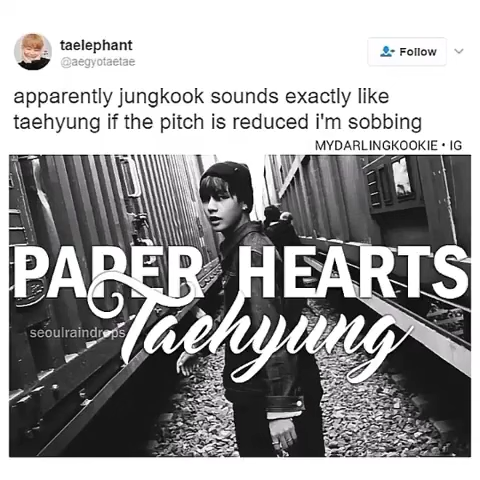 taelephant
@aegyotaetae
Follow
apparently jungkook sounds exactly like
taehyung if the pitch is reduced i'm sobbing
MYDARLINGKOOKIE • IG
PAPER HEARTS
seoulraindrops
Taehyung